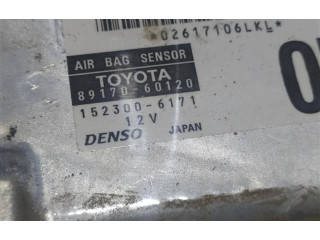 02617106LKL*
AIR BAG SENSOR
TOYOTA
89170-60120
152300-6171
12V
DENSO JAPAN